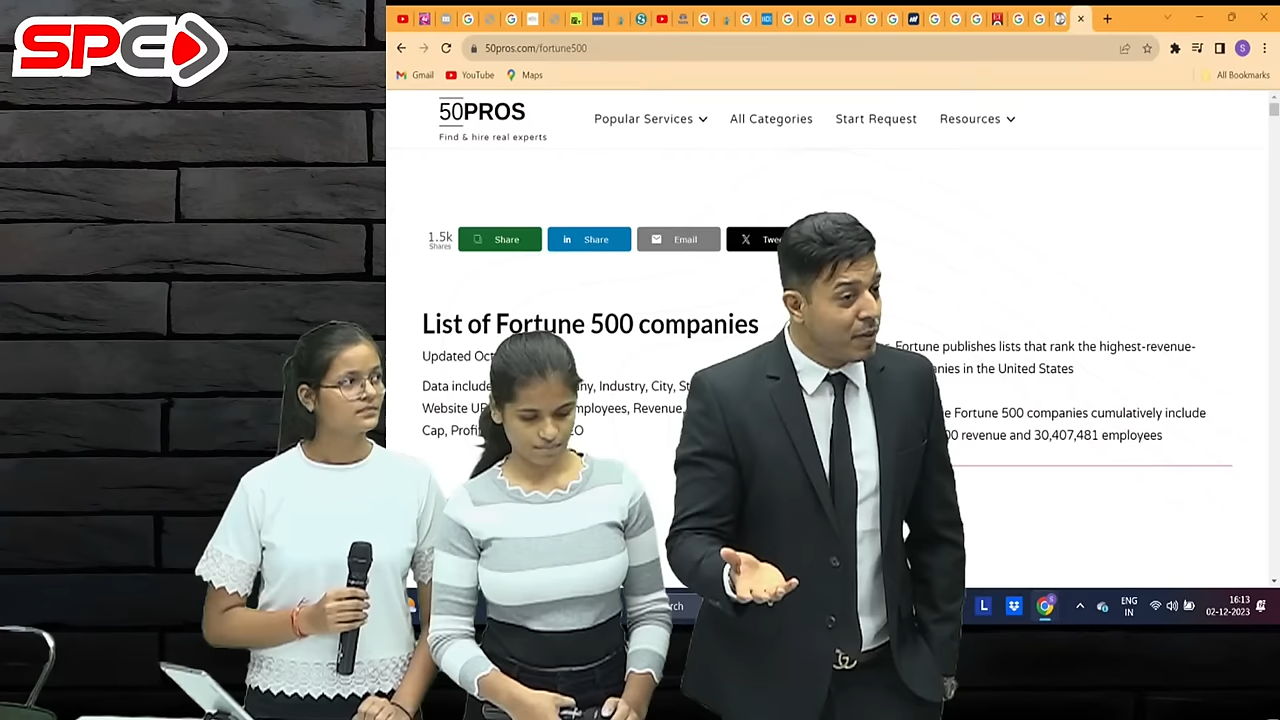 SPC
50pros.com/fortune500
Gmail
YouTube
Maps
All Bookmarks
50PROS
Find & hire real experts
Popular Services
All Categories
Start Request
Resources
1.5k
Shares
Share
Share
Email
List of Fortune 500 companies
Updated
Data include
Industry, City,
Website
Revenue,
Cap,
Fortune publishes lists that rank the highest-revenue-
in the United States
Fortune 500 companies cumulatively include
revenue and 30,407,481 employees
ENG
IN
16:13
02-12-2023